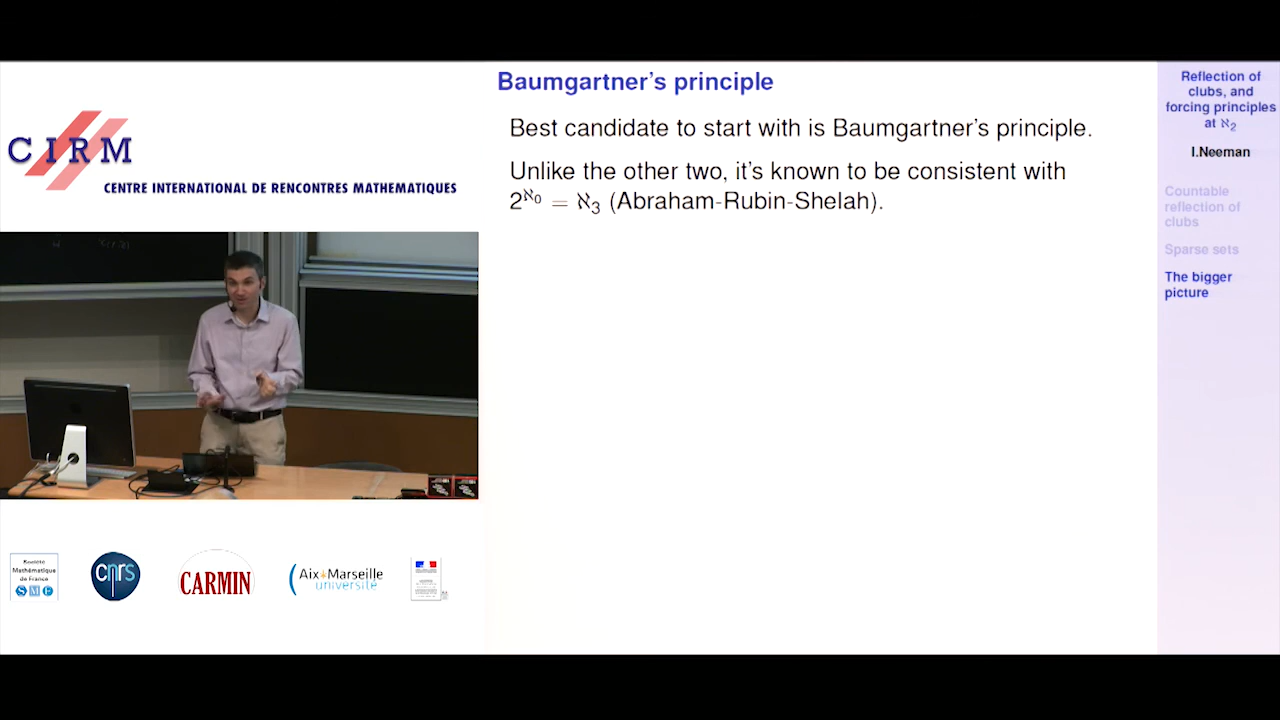 CIRM
CENTRE INTERNATIONAL DE RENCONTRES MATHEMATIQUES
Baumgartner's principle
Best candidate to start with is Baumgartner's principle.
Unlike the other two, it's known to be consistent with
2^ℵ₀ = ℵ₃ (Abraham-Rubin-Shelah).
Reflection of
clubs, and
forcing principles
at ℵ₂
I.Neeman
Countable
reflection of
clubs
Sparse sets
The bigger
picture
Société
Mathématique
de France
SMF
cnrs
CARMIN
Aix*Marseille
université